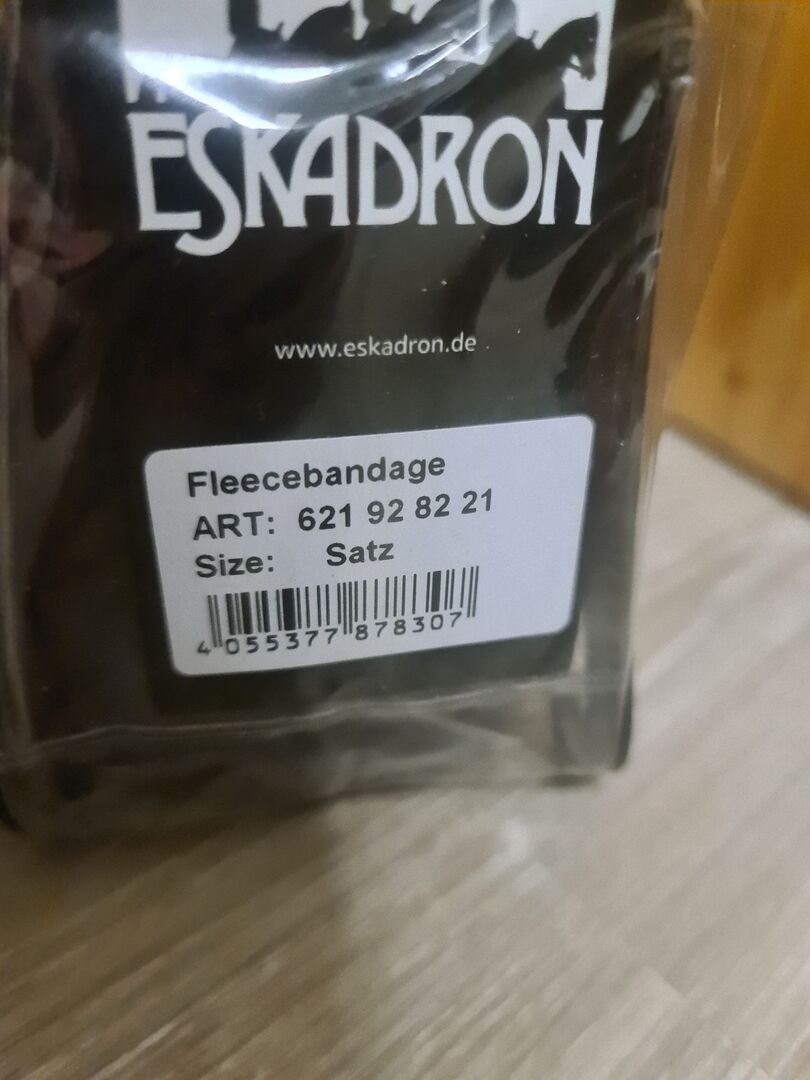 ESKADRON
www.eskadron.de
Fleecebandage
ART: 621 92 82 21
Size: Satz
4 055377 878307